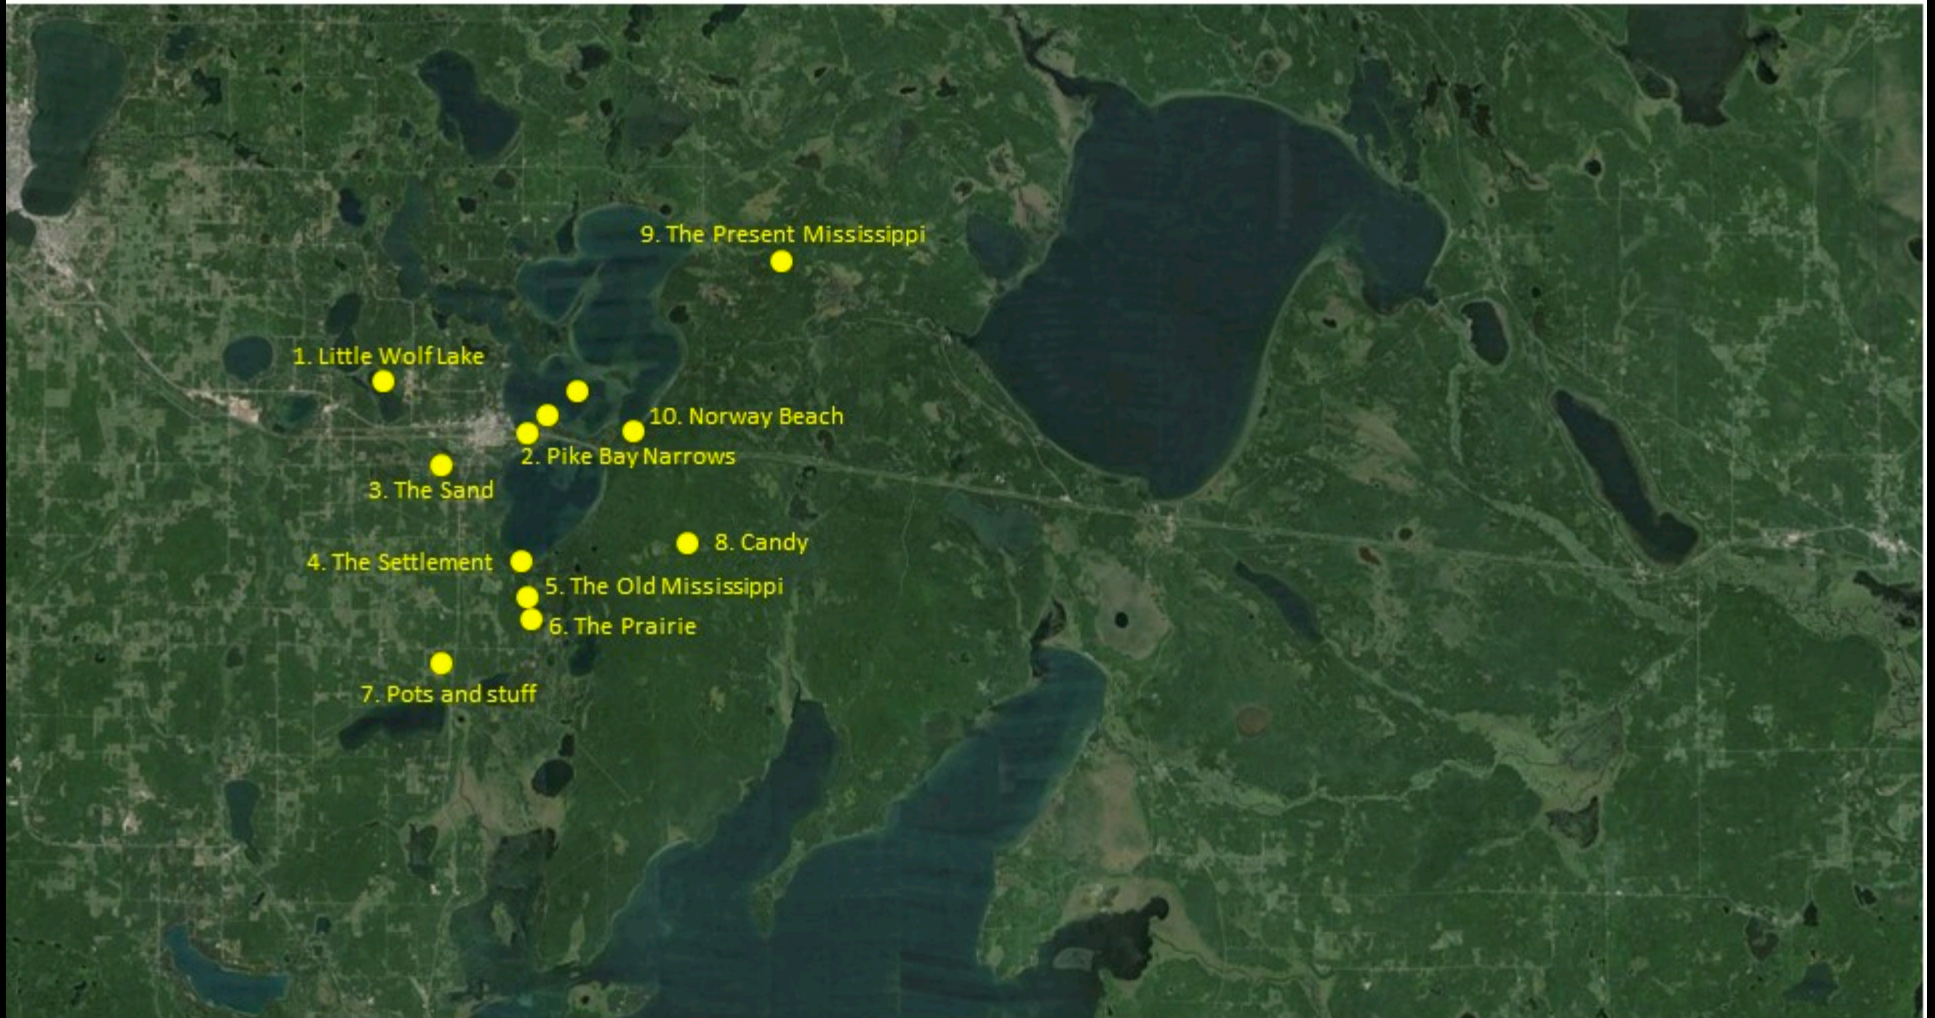 9. The Present Mississippi
1. Little Wolf Lake
10. Norway Beach
2. Pike Bay Narrows
3. The Sand
8. Candy
4. The Settlement
5. The Old Mississippi
6. The Prairie
7. Pots and stuff